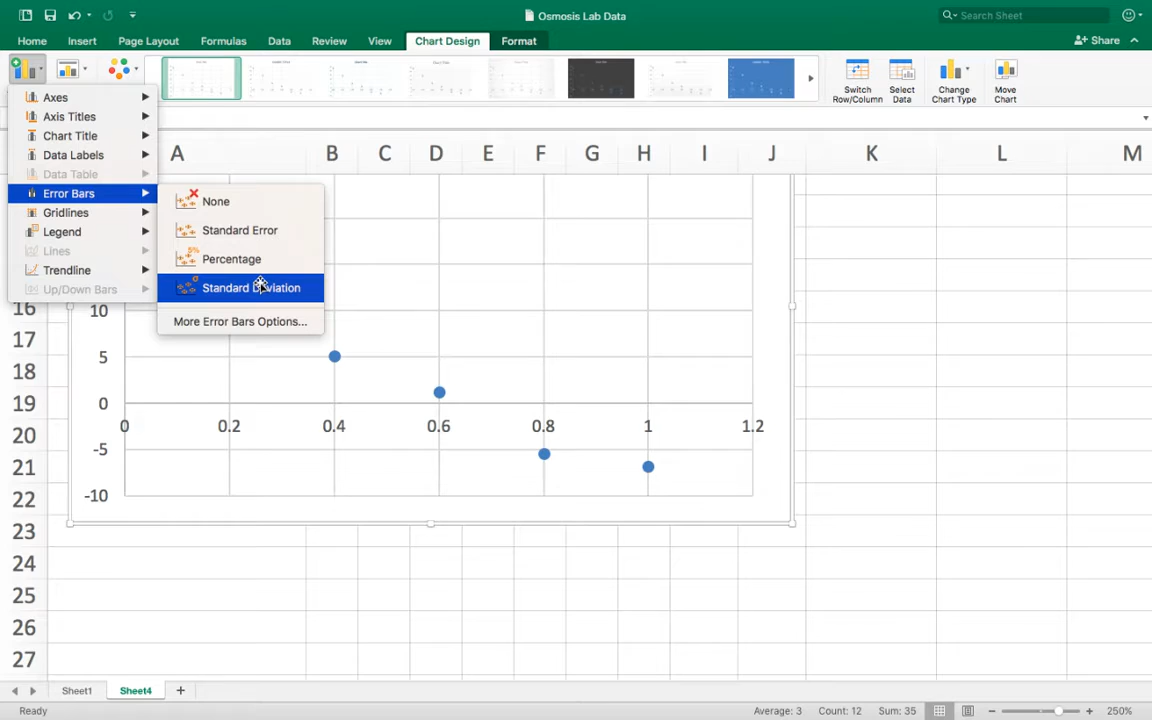 Osmosis Lab Data
Search Sheet
Home Insert Page Layout Formulas Data Review View Chart Design Format
Share
Switch Row/Column
Select Data
Change Chart Type
Move Chart
Axes
Axis Titles
Chart Title
Data Labels
Data Table
Error Bars
Gridlines
Legend
Lines
Trendline
Up/Down Bars
None
Standard Error
5%
Percentage
Standard Deviation
More Error Bars Options...
A B C D E F G H I J K L M
16
17
18
19
20
21
22
23
24
25
26
27
10
5
0
-5
-10
0 0.2 0.4 0.6 0.8 1 1.2
Sheet1 Sheet4
Ready
Average: 3 Count: 12 Sum: 35
250%